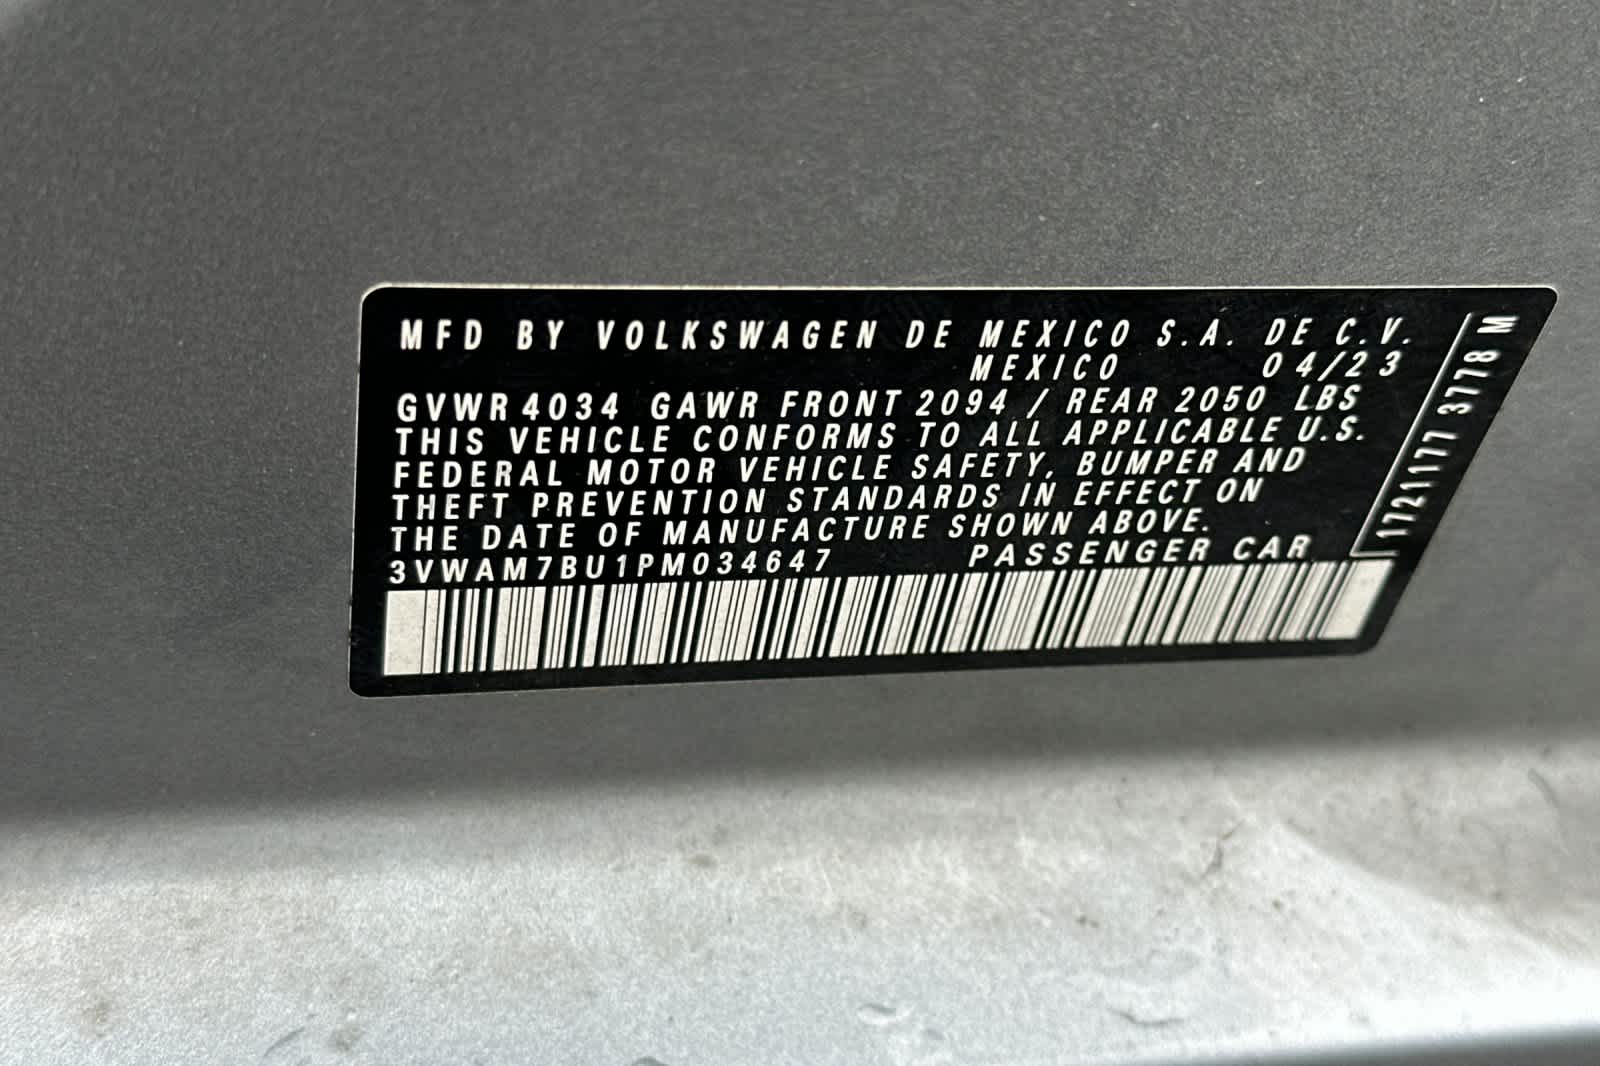 MFD BY VOLKSWAGEN DE MEXICO S.A. DE C.V.
MEXICO 04/23
GVWR 4034 GAWR FRONT 2094 / REAR 2050 LBS
THIS VEHICLE CONFORMS TO ALL APPLICABLE U.S.
FEDERAL MOTOR VEHICLE SAFETY, BUMPER AND
THEFT PREVENTION STANDARDS IN EFFECT ON
THE DATE OF MANUFACTURE SHOWN ABOVE.
3VWAM7BU1PM034647 PASSENGER CAR
1721177 3778 M